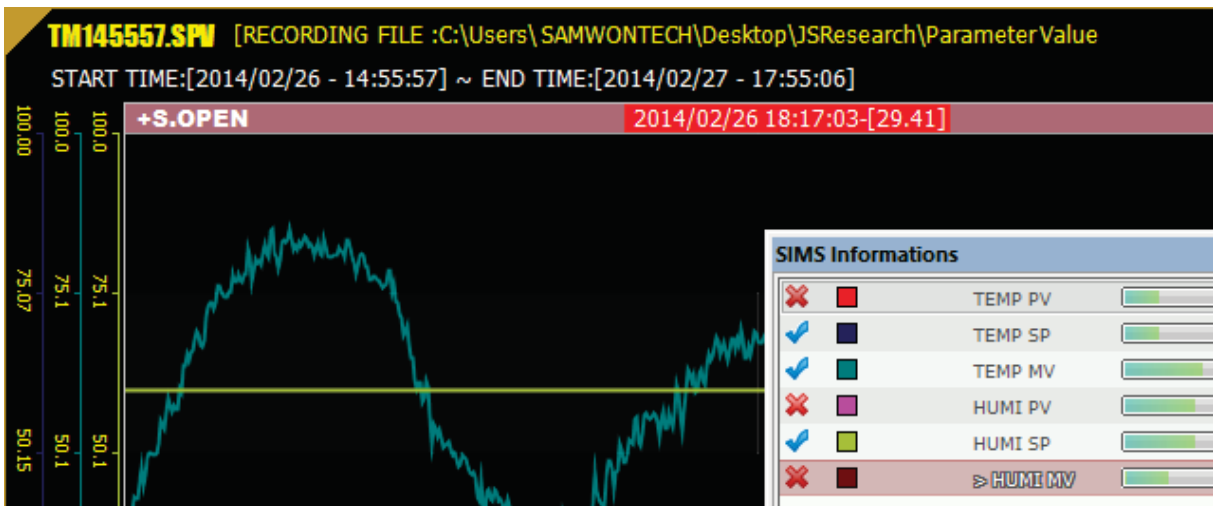 TM145557.SPV [RECORDING FILE :C:\Users\SAMWONTECH\Desktop\JSResearch\ParameterValue
START TIME:[2014/02/26 - 14:55:57] ~ END TIME:[2014/02/27 - 17:55:06]
+S.OPEN 2014/02/26 18:17:03-[29.41]
100.00 100.0 100.0
75.07 75.1 75.1
50.15 50.1 50.1
SIMS Informations
TEMP PV
TEMP SP
TEMP MV
HUMI PV
HUMI SP
> HUMI MV